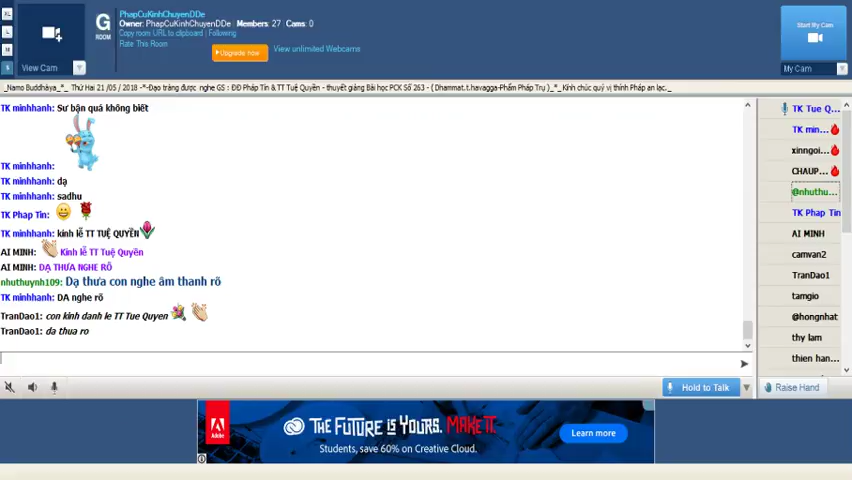 PhapCuKinhChuyenDDe
Owner: PhapCuKinhChuyenDDe Members: 27 Cams: 0
Copy room URL to clipboard | Following
Rate This Room
G
ROOM
Upgrade now
View unlimited Webcams
View Cam
Start My Cam
My Cam
_Namo Buddhàya_*_ Thứ Hai 21 /05 / 2018 -*-Đạo tràng được nghe GS : ĐĐ Pháp Tín & TT Tuệ Quyền - thuyết giảng Bài học PCK Số 263 - ( Dhammat.t.havagga-Phẩm Pháp Trụ )_*_Kính chúc quý vị thính Pháp an lạc.
TK minhhanh: Sư bận quá không biết
TK minhhanh:
TK minhhanh: dạ
TK minhhanh: sadhu
TK Phap Tin:
TK minhhanh: kính lễ TT TUỆ QUYỀN
AI MINH: Kính lễ TT Tuệ Quyền
AI MINH: DẠ THƯA NGHE RÕ
nhuthuynh109: Dạ thưa con nghe âm thanh rõ
TK minhhanh: DA nghe rõ
TranDao1: con kinh danh le TT Tue Quyen
TranDao1: da thua ro
TK Tue Q...
TK min...
xinngoi...
CHAUP...
@nhuthu...
TK Phap Tin
AI MINH
camvan2
TranDao1
tamgio
@hongnhat
thy lam
thien han...
Hold to Talk
Raise Hand
Adobe
THE FUTURE IS YOURS. MAKE IT.
Students, save 60% on Creative Cloud.
Learn more